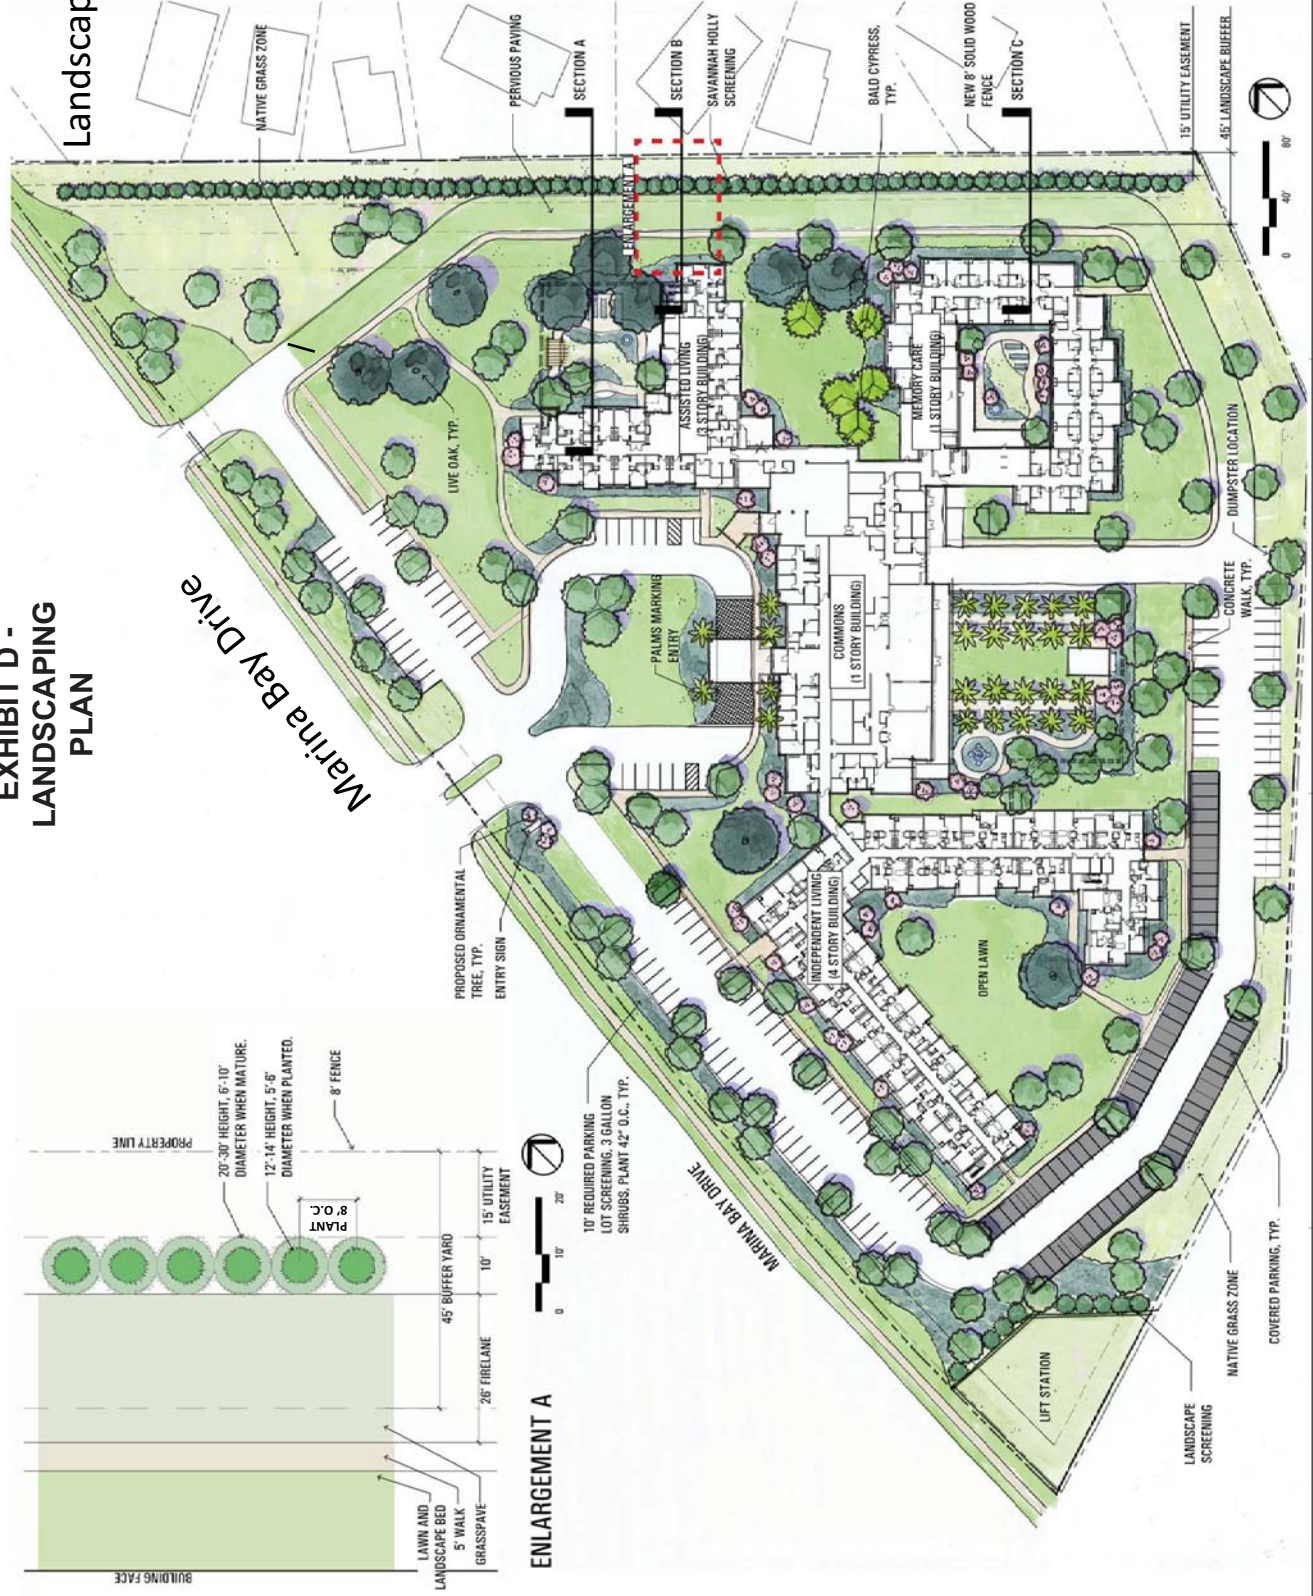 EXHIBIT D -
LANDSCAPING
PLAN
Landscap
Marina Bay Drive
NATIVE GRASS ZONE
PERVIOUS PAVING
SECTION A
SECTION B
SAVANNAH HOLLY
SCREENING
BALD CYPRESS,
TYP.
NEW 8' SOLID WOOD
FENCE
SECTION C
15' UTILITY EASEMENT
45' LANDSCAPE BUFFER
0 40' 80'
ENLARGEMENT A
LIVE OAK, TYP.
ASSISTED LIVING
(3 STORY BUILDING)
MEMORY CARE
(1 STORY BUILDING)
DUMPSTER LOCATION
CONCRETE
WALK, TYP.
PALMS MARKING
ENTRY
COMMONS
(1 STORY BUILDING)
PROPOSED ORNAMENTAL
TREE, TYP.
ENTRY SIGN
INDEPENDENT LIVING
(4 STORY BUILDING)
OPEN LAWN
10' REQUIRED PARKING
LOT SCREENING, 3 GALLON
SHRUBS, PLANT 42" O.C., TYP.
MARINA BAY DRIVE
LIFT STATION
LANDSCAPE
SCREENING
NATIVE GRASS ZONE
COVERED PARKING, TYP.
PROPERTY LINE
20'-30' HEIGHT, 6'-10'
DIAMETER WHEN MATURE.
12'-14' HEIGHT, 5'-6'
DIAMETER WHEN PLANTED.
8' FENCE
PLANT
8' O.C.
15' UTILITY
EASEMENT
10'
45' BUFFER YARD
26' FIRELANE
LAWN AND
LANDSCAPE BED
5' WALK
GRASSPAVE
BUILDING FACE
ENLARGEMENT A
0 10' 20'